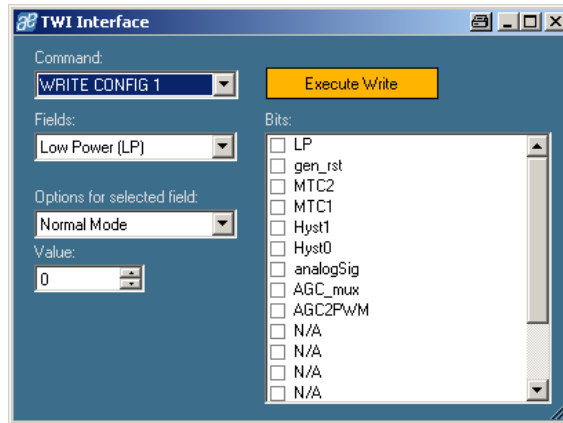 TWI Interface
Command:
WRITE CONFIG 1
Execute Write
Fields:
Low Power (LP)
Options for selected field:
Normal Mode
Value:
0
Bits:
LP
gen_rst
MTC2
MTC1
Hyst1
Hyst0
analogSig
AGC_mux
AGC2PWM
N/A
N/A
N/A
N/A